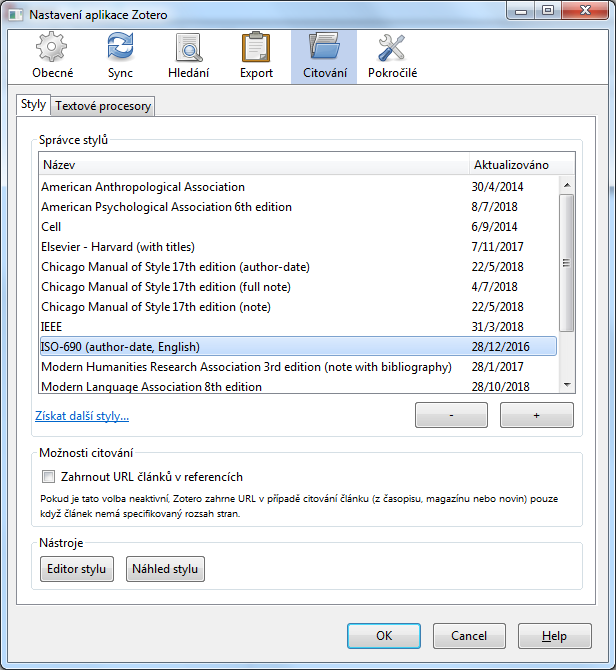 Nastavení aplikace Zotero
Obecné Sync Hledání Export Citování Pokročilé
Styly Textové procesory
Správce stylů
Název Aktualizováno
American Anthropological Association 30/4/2014
American Psychological Association 6th edition 8/7/2018
Cell 6/9/2014
Elsevier - Harvard (with titles) 7/11/2017
Chicago Manual of Style 17th edition (author-date) 22/5/2018
Chicago Manual of Style 17th edition (full note) 4/7/2018
Chicago Manual of Style 17th edition (note) 22/5/2018
IEEE 31/3/2018
ISO-690 (author-date, English) 28/12/2016
Modern Humanities Research Association 3rd edition (note with bibliography) 28/1/2017
Modern Language Association 8th edition 28/10/2018
Získat další styly... - +
Možnosti citování
Zahrnout URL článků v referencích
Pokud je tato volba neaktivní, Zotero zahrne URL v případě citování článku (z časopisu, magazínu nebo novin) pouze
když článek nemá specifikovaný rozsah stran.
Nástroje
Editor stylu Náhled stylu
OK Cancel Help